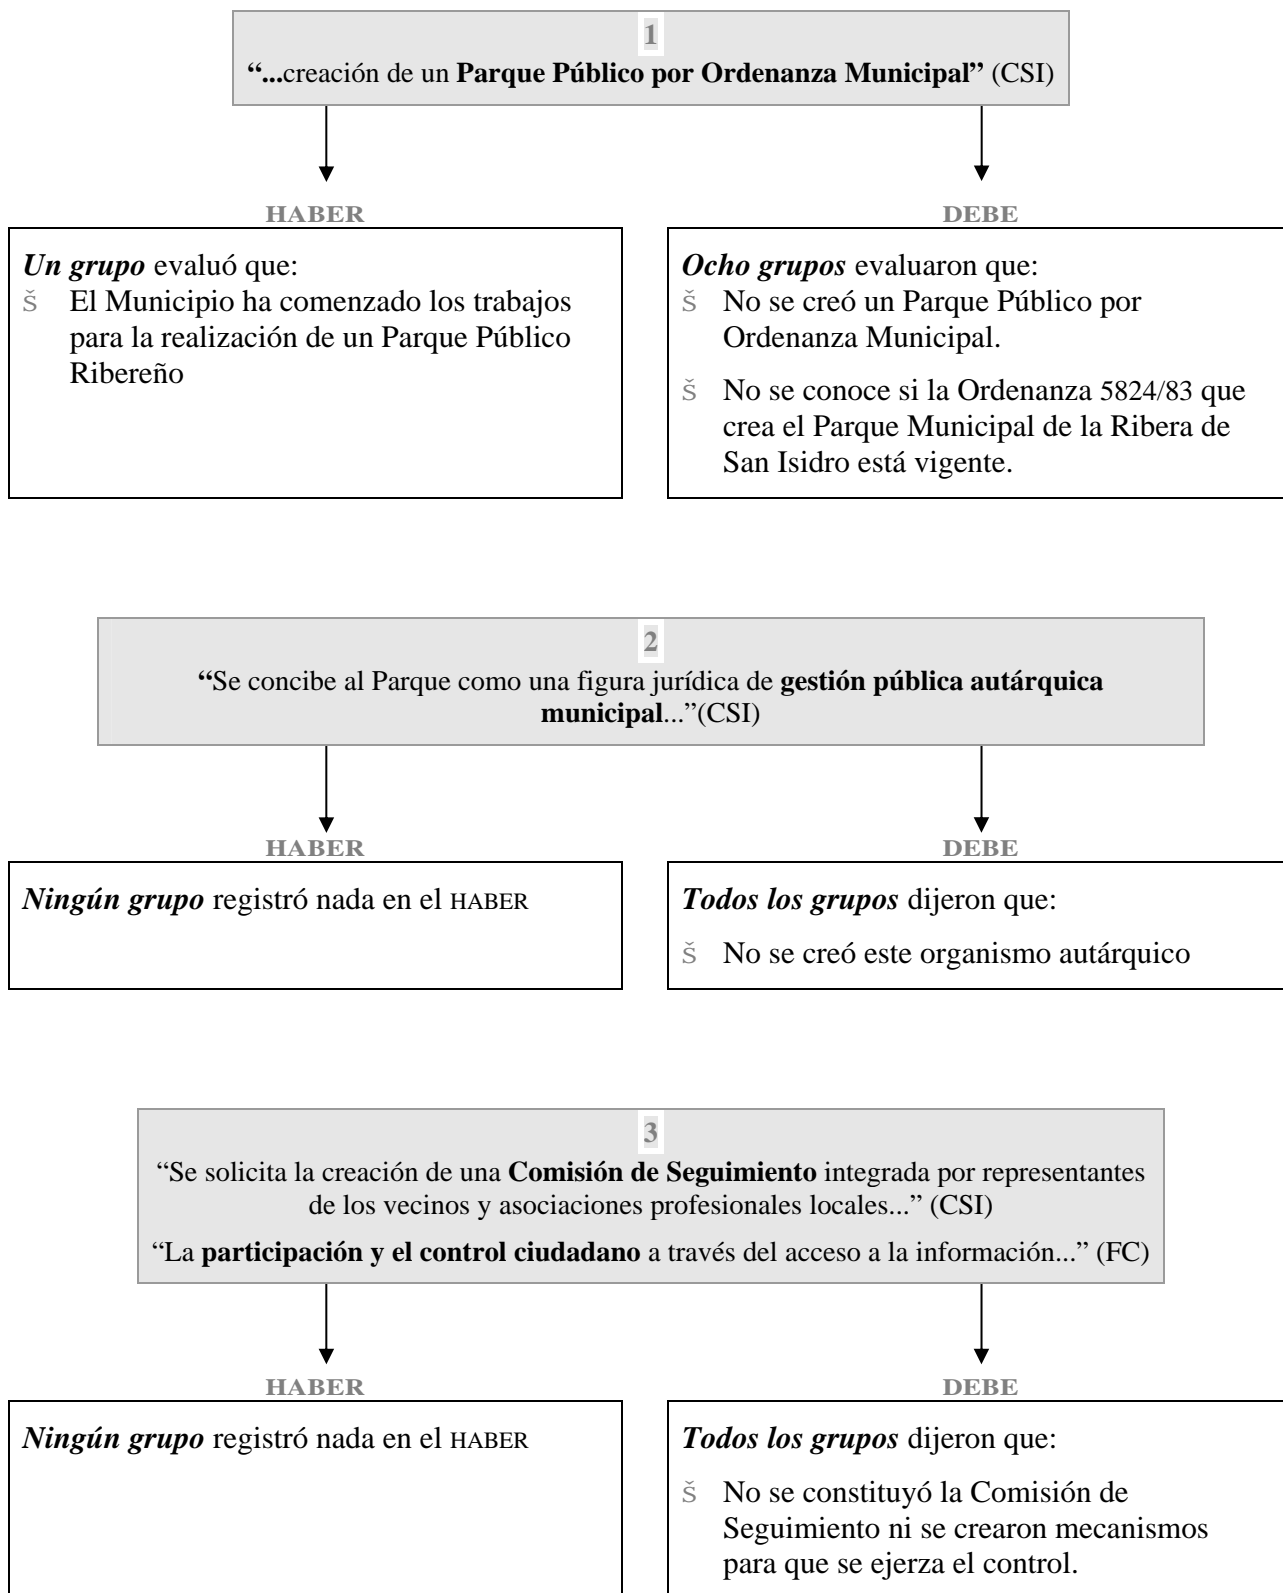 1
“...creación de un Parque Público por Ordenanza Municipal” (CSI)
HABER
Un grupo evaluó que:
š El Municipio ha comenzado los trabajos
para la realización de un Parque Público
Ribereño
DEBE
Ocho grupos evaluaron que:
š No se creó un Parque Público por
Ordenanza Municipal.
š No se conoce si la Ordenanza 5824/83 que
crea el Parque Municipal de la Ribera de
San Isidro está vigente.
2
“Se concibe al Parque como una figura jurídica de gestión pública autárquica
municipal...”(CSI)
HABER
Ningún grupo registró nada en el HABER
DEBE
Todos los grupos dijeron que:
š No se creó este organismo autárquico
3
“Se solicita la creación de una Comisión de Seguimiento integrada por representantes
de los vecinos y asociaciones profesionales locales...” (CSI)
“La participación y el control ciudadano a través del acceso a la información...” (FC)
HABER
Ningún grupo registró nada en el HABER
DEBE
Todos los grupos dijeron que:
š No se constituyó la Comisión de
Seguimiento ni se crearon mecanismos
para que se ejerza el control.